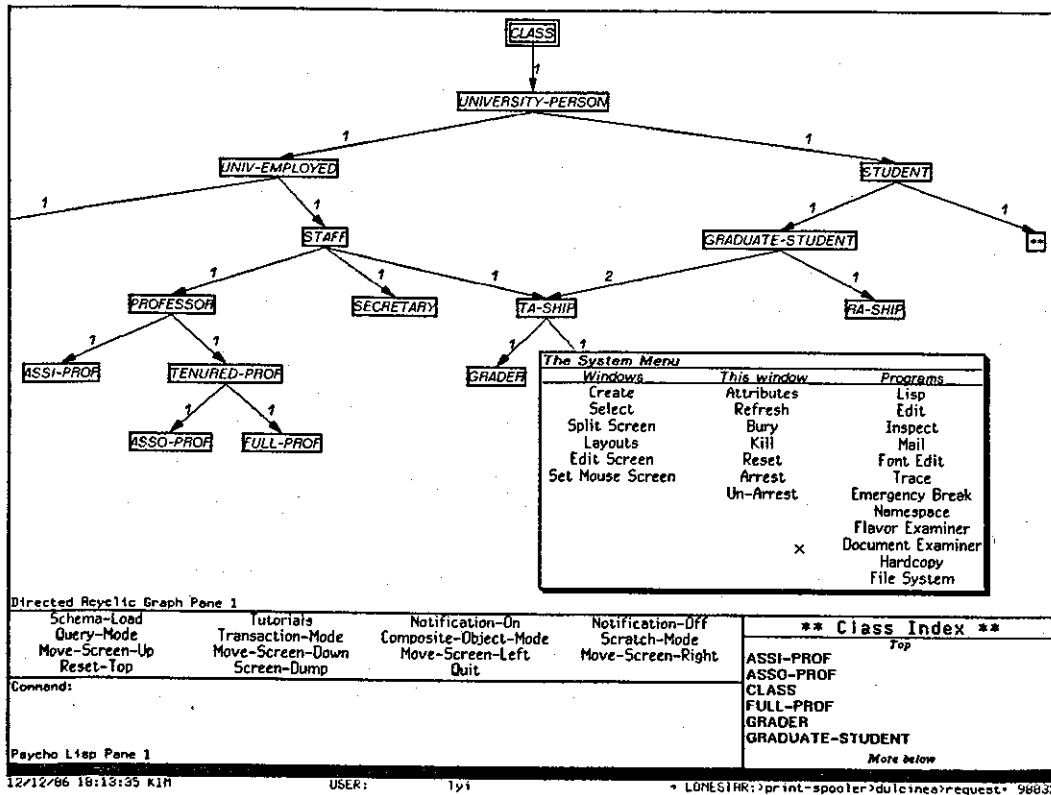 CLASS
1
UNIVERSITY-PERSON
1 1
UNIV-EMPLOYED STUDENT
1 1 1 1
STAFF GRADUATE-STUDENT **
1 1 1 2 1
PROFESSOR SECRETARY TA-SHIP RA-SHIP
1 1 1 1
ASSI-PROF TENURED-PROF GRADER
1 1
ASSO-PROF FULL-PROF
The System Menu
Windows This window Programs
Create Attributes Lisp
Select Refresh Edit
Split Screen Bury Inspect
Layouts Kill Mail
Edit Screen Reset Font Edit
Set Mouse Screen Arrest Trace
Un-Arrest Emergency Break
Namespace
Flavor Examiner
Document Examiner
Hardcopy
File System
Directed Acyclic Graph Pane 1
Schema-Load Tutorials Notification-On Notification-Off
Query-Mode Transaction-Mode Composite-Object-Mode Scratch-Mode
Move-Screen-Up Move-Screen-Down Move-Screen-Left Move-Screen-Right
Reset-Top Screen-Dump Quit
** Class Index **
Top
ASSI-PROF
ASSO-PROF
CLASS
FULL-PROF
GRADER
GRADUATE-STUDENT
More below
Command:
Psycho Lisp Pane 1
12/12/86 18:13:35 KIM USER: Tyi + LONESTAR:>print-spooler>dulcinea>request